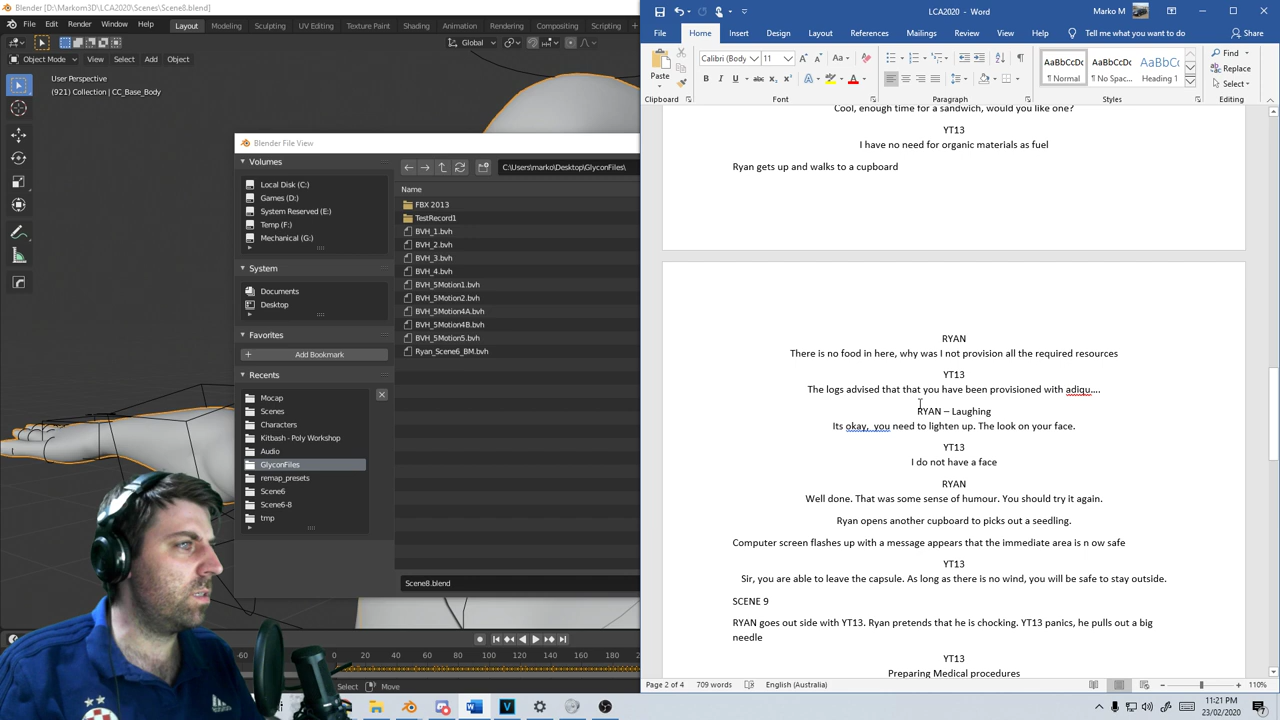 Blender [D:\Markom3D\LCA2020\Scenes\Scene8.blend]
File Edit Render Window Help
Layout Modeling Sculpting UV Editing Texture Paint Shading Animation Rendering Compositing Scripting
Global
Object Mode View Select Add Object
User Perspective
(921) Collection | CC_Base_Body
Blender File View
Volumes
Local Disk (C:)
Games (D:)
System Reserved (E:)
Temp (F:)
Mechanical (G:)
System
Documents
Desktop
Favorites
Add Bookmark
Recents
Mocap
Scenes
Characters
Kitbash - Poly Workshop
Audio
GlyconFiles
remap_presets
Scene6
Scene6-8
tmp
C:\Users\marko\Desktop\GlyconFiles\
Name
FBX 2013
TestRecord1
BVH_1.bvh
BVH_2.bvh
BVH_3.bvh
BVH_4.bvh
BVH_5Motion1.bvh
BVH_5Motion2.bvh
BVH_5Motion4A.bvh
BVH_5Motion4B.bvh
BVH_5Motion5.bvh
Ryan_Scene6_BM.bvh
Scene8.blend
-60 0 20 40 60 80 100 120 140 160 180
Select Move
LCA2020 - Word
Marko M
File Home Insert Design Layout References Mailings Review View Help Tell me what you want to do Share
Paste
Calibri (Body 11
Clipboard Font Paragraph Styles Editing
AaBbCcDc AaBbCcDc AaBbCc
¶ Normal ¶ No Spac... Heading 1
Find
Replace
Select
Cool, enough time for a sandwich, would you like one?
YT13
I have no need for organic materials as fuel
Ryan gets up and walks to a cupboard
RYAN
There is no food in here, why was I not provision all the required resources
YT13
The logs advised that that you have been provisioned with adiqu....
RYAN – Laughing
Its okay, you need to lighten up. The look on your face.
YT13
I do not have a face
RYAN
Well done. That was some sense of humour. You should try it again.
Ryan opens another cupboard to picks out a seedling.
Computer screen flashes up with a message appears that the immediate area is n ow safe
YT13
Sir, you are able to leave the capsule. As long as there is no wind, you will be safe to stay outside.
SCENE 9
RYAN goes out side with YT13. Ryan pretends that he is chocking. YT13 panics, he pulls out a big
needle
YT13
Preparing Medical procedures
Page 2 of 4 709 words English (Australia) 110%
11:21 PM
23/02/2020